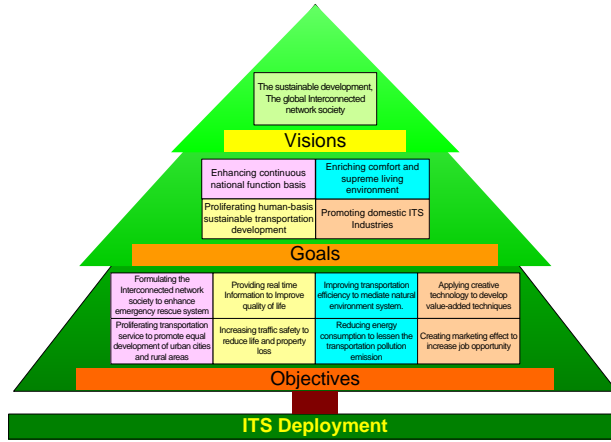 The sustainable development,
The global Interconnected
network society
Visions
Enhancing continuous
national function basis
Enriching comfort and
supreme living
environment
Proliferating human-basis
sustainable transportation
development
Promoting domestic ITS
Industries
Goals
Formulating the
Interconnected network
society to enhance
emergency rescue system
Providing real time
Information to Improve
quality of life
Improving transportation
efficiency to mediate natural
environment system.
Applying creative
technology to develop
value-added techniques
Proliferating transportation
service to promote equal
development of urban cities
and rural areas
Increasing traffic safety to
reduce life and property
loss
Reducing energy
consumption to lessen the
transportation pollution
emission
Creating marketing effect to
increase job opportunity
Objectives
ITS Deployment